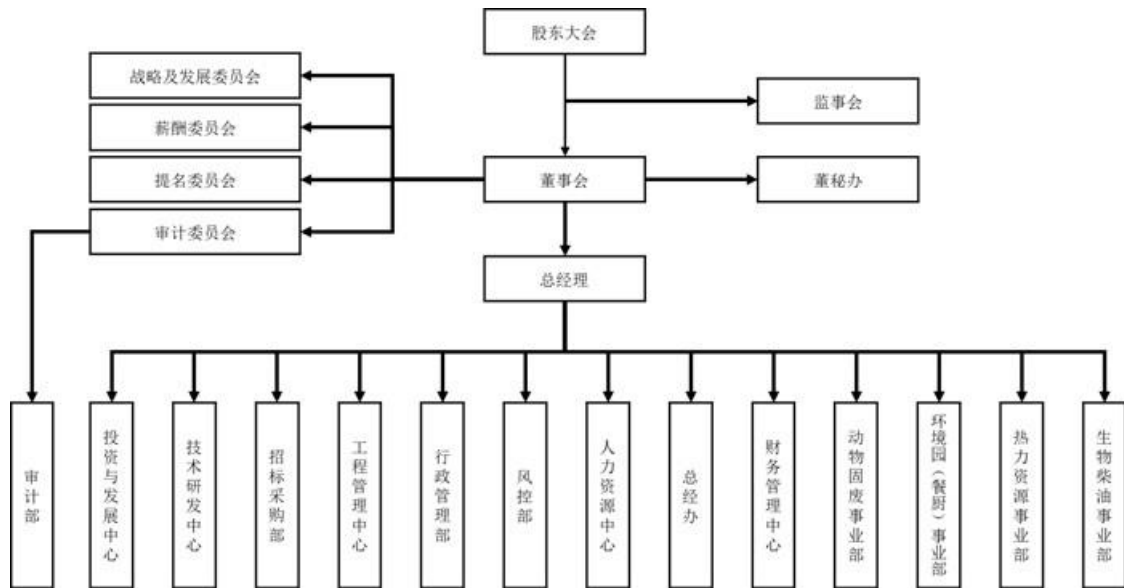 股东大会
战略及发展委员会
监事会
薪酬委员会
提名委员会
董事会
董秘办
审计委员会
总经理
审计部
投资与发展中心
技术研发中心
招标采购部
工程管理中心
行政管理部
风控部
人力资源中心
总经办
财务管理中心
动物固废事业部
环境园（餐厨）事业部
热力资源事业部
生物柴油事业部